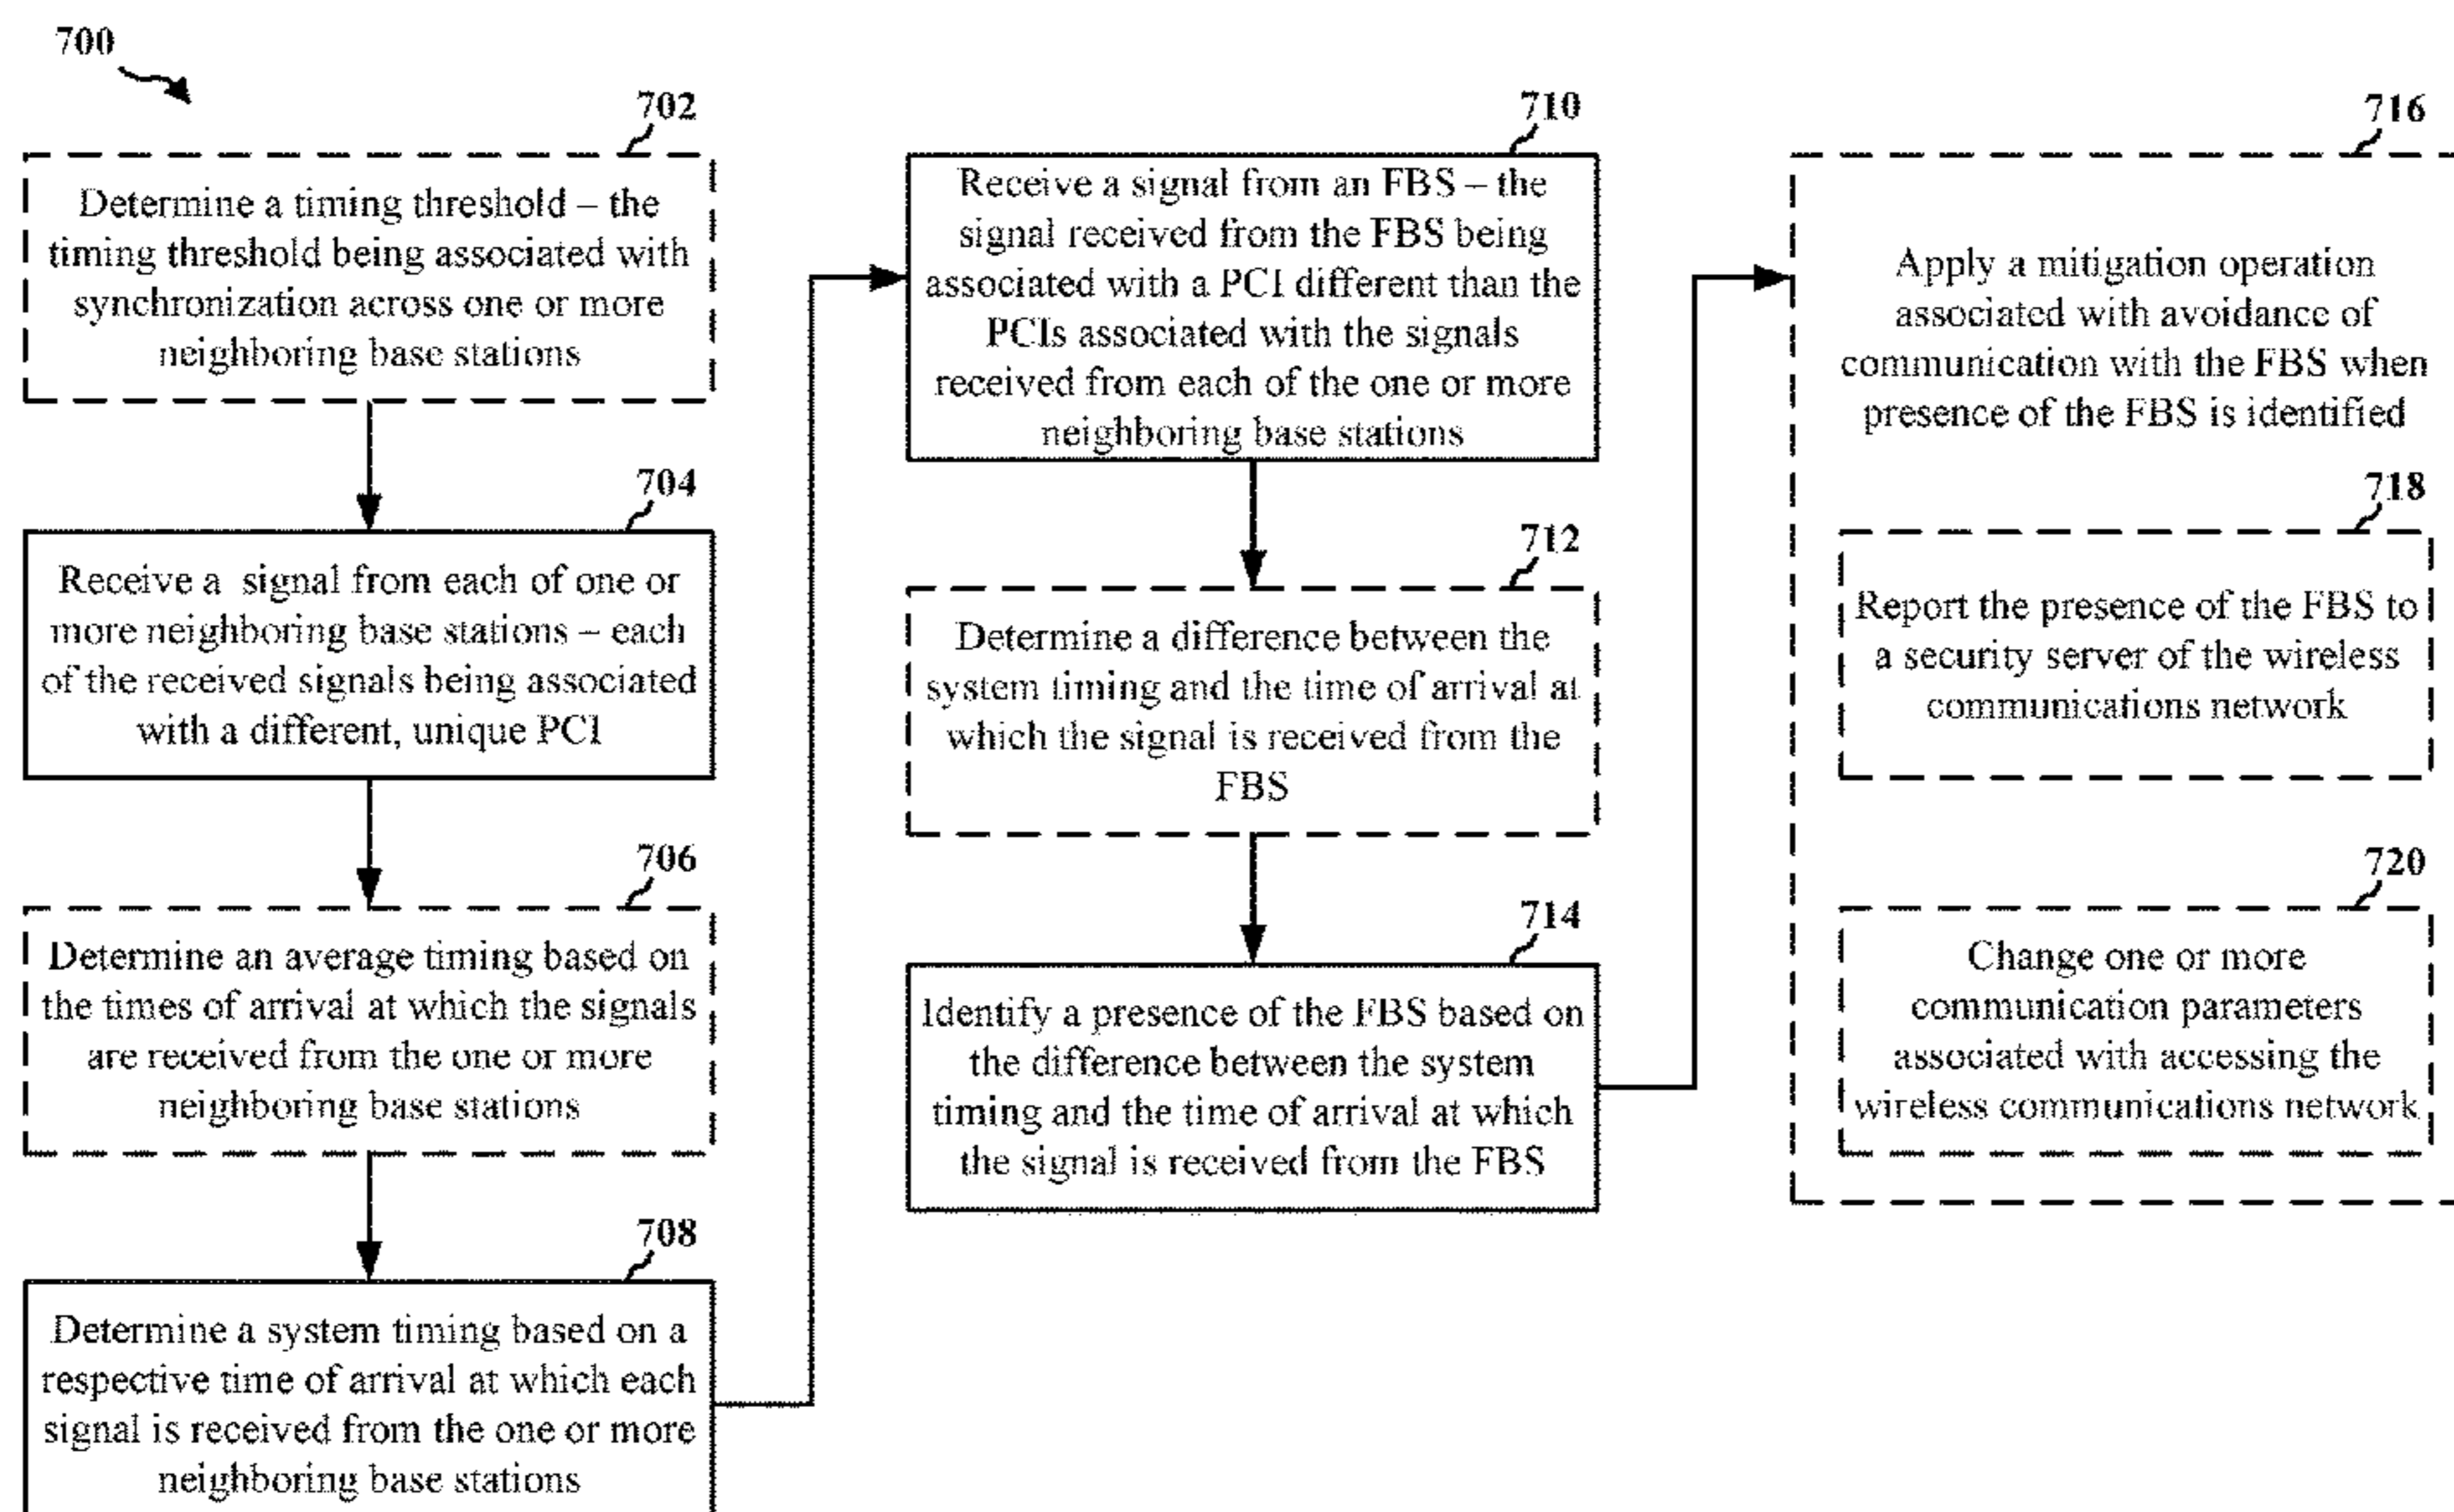 700
702
Determine a timing threshold – the
timing threshold being associated with
synchronization across one or more
neighboring base stations
704
Receive a signal from each of one or
more neighboring base stations – each
of the received signals being associated
with a different, unique PCI
706
Determine an average timing based on
the times of arrival at which the signals
are received from the one or more
neighboring base stations
708
Determine a system timing based on a
respective time of arrival at which each
signal is received from the one or more
neighboring base stations
710
Receive a signal from an FBS – the
signal received from the FBS being
associated with a PCI different than the
PCIs associated with the signals
received from each of the one or more
neighboring base stations
712
Determine a difference between the
system timing and the time of arrival at
which the signal is received from the
FBS
714
Identify a presence of the FBS based on
the difference between the system
timing and the time of arrival at which
the signal is received from the FBS
716
Apply a mitigation operation
associated with avoidance of
communication with the FBS when
presence of the FBS is identified
718
Report the presence of the FBS to
a security server of the wireless
communications network
720
Change one or more
communication parameters
associated with accessing the
wireless communications network